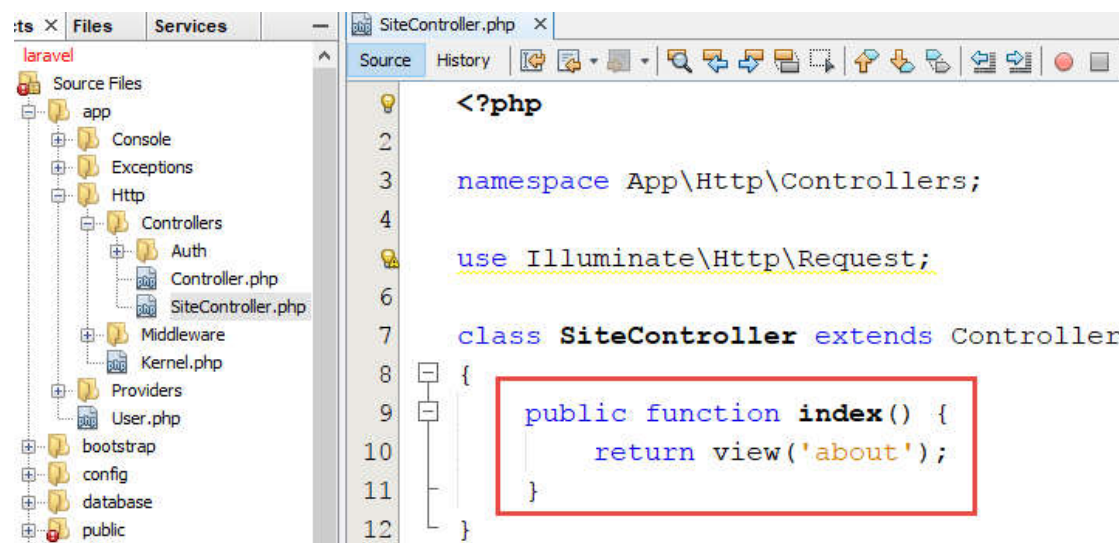 ts × Files Services
laravel
Source Files
app
Console
Exceptions
Http
Controllers
Auth
Controller.php
SiteController.php
Middleware
Kernel.php
Providers
User.php
bootstrap
config
database
public
SiteController.php ×
Source History
<?php
2
3 namespace App\Http\Controllers;
4
use Illuminate\Http\Request;
6
7 class SiteController extends Controller
8 {
9 public function index() {
10 return view('about');
11 }
12 }